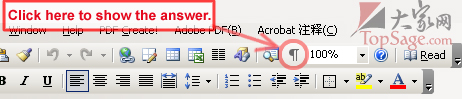 Click here to show the answer.
Window Help PDF Create! Adobe PDF(B) Acrobat 注释(C)
大家网
TopSage.com
¶ 100% Read
B I U A